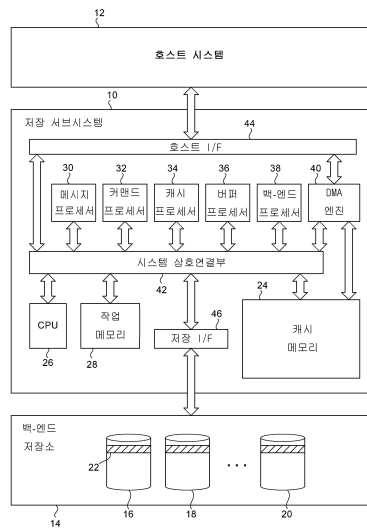 12
호스트 시스템
10
저장 서브시스템
44
호스트 I/F
30
32
34
36
38
40
메시지
프로세서
커맨드
프로세서
캐시
프로세서
버퍼
프로세서
백-엔드
프로세서
DMA
엔진
시스템 상호연결부
42
24
CPU
26
작업
메모리
28
46
저장 I/F
캐시
메모리
백-엔드
저장소
22
16
18
...
20
14